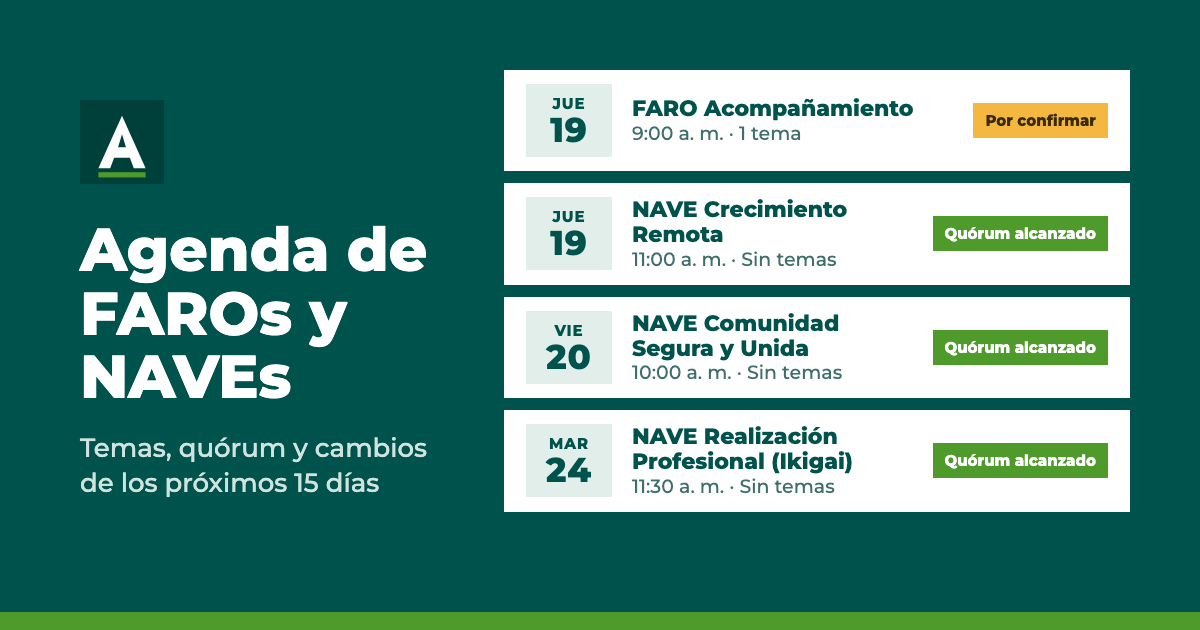 A
Agenda de
FAROs y
NAVEs
Temas, quórum y cambios
de los próximos 15 días
JUE
19
FARO Acompañamiento
9:00 a. m. · 1 tema
Por confirmar
JUE
19
NAVE Crecimiento
Remota
11:00 a. m. · Sin temas
Quórum alcanzado
VIE
20
NAVE Comunidad
Segura y Unida
10:00 a. m. · Sin temas
Quórum alcanzado
MAR
24
NAVE Realización
Profesional (Ikigai)
11:30 a. m. · Sin temas
Quórum alcanzado